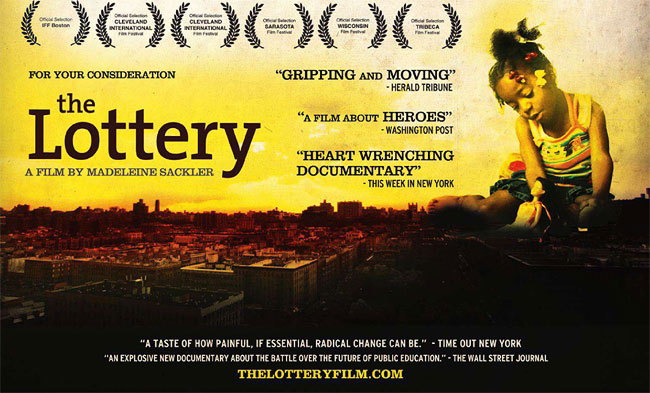 Official Selection
IFF Boston
Official Selection
CLEVELAND
INTERNATIONAL
Film Festival
Official Selection
CLEVELAND
INTERNATIONAL
Film Festival
Official Selection
SARASOTA
Film Festival
Official Selection
WISCONSIN
Film Festival
Official Selection
TRIBECA
Film Festival
FOR YOUR CONSIDERATION
the
Lottery
A FILM BY MADELEINE SACKLER
“GRIPPING AND MOVING”
- HERALD TRIBUNE
“A FILM ABOUT HEROES”
- WASHINGTON POST
“HEART WRENCHING
DOCUMENTARY”
- THIS WEEK IN NEW YORK
“A TASTE OF HOW PAINFUL, IF ESSENTIAL, RADICAL CHANGE CAN BE.” - TIME OUT NEW YORK
“AN EXPLOSIVE NEW DOCUMENTARY ABOUT THE BATTLE OVER THE FUTURE OF PUBLIC EDUCATION.” - THE WALL STREET JOURNAL
THELOTTERYFILM.COM